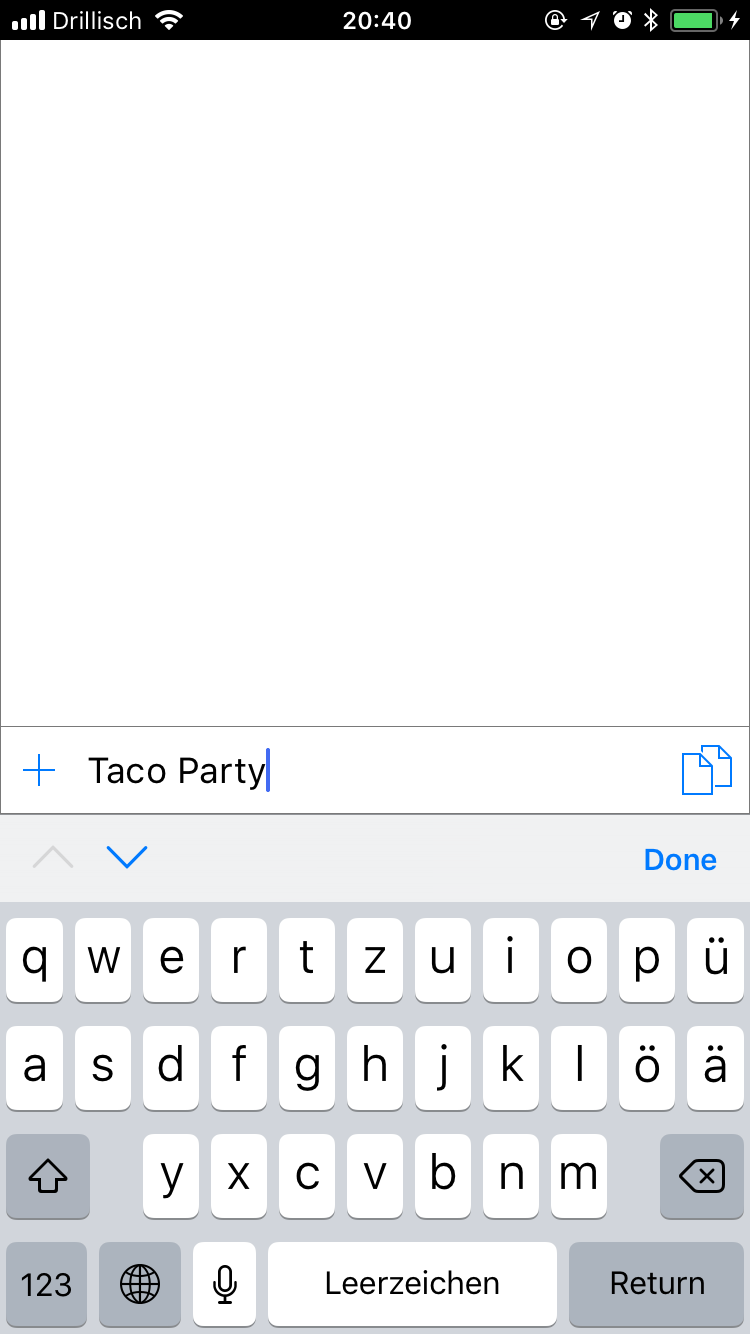 Drillisch 20:40
Taco Party
Done
q w e r t z u i o p ü
a s d f g h j k l ö ä
y x c v b n m
123 Leerzeichen Return